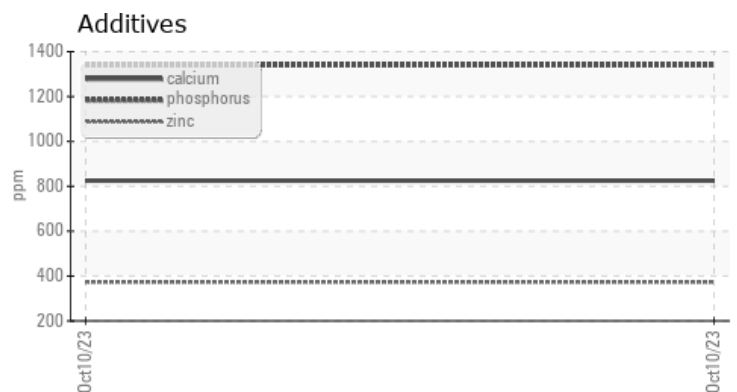 Additives
1400
1200
1000
800
600
400
200
ppm
calcium
phosphorus
zinc
Oct10/23
Oct10/23